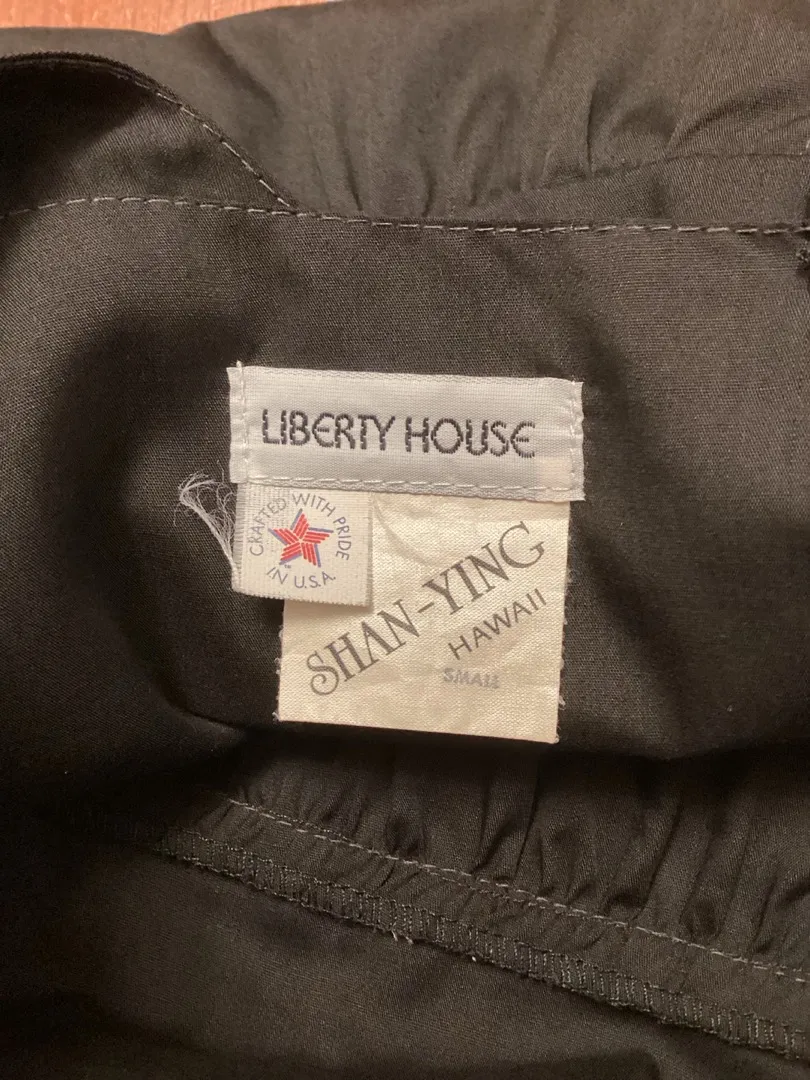 LIBERTY HOUSE
CRAFTED WITH PRIDE
IN U.S.A.
SHAN-YING
HAWAII
SMALL